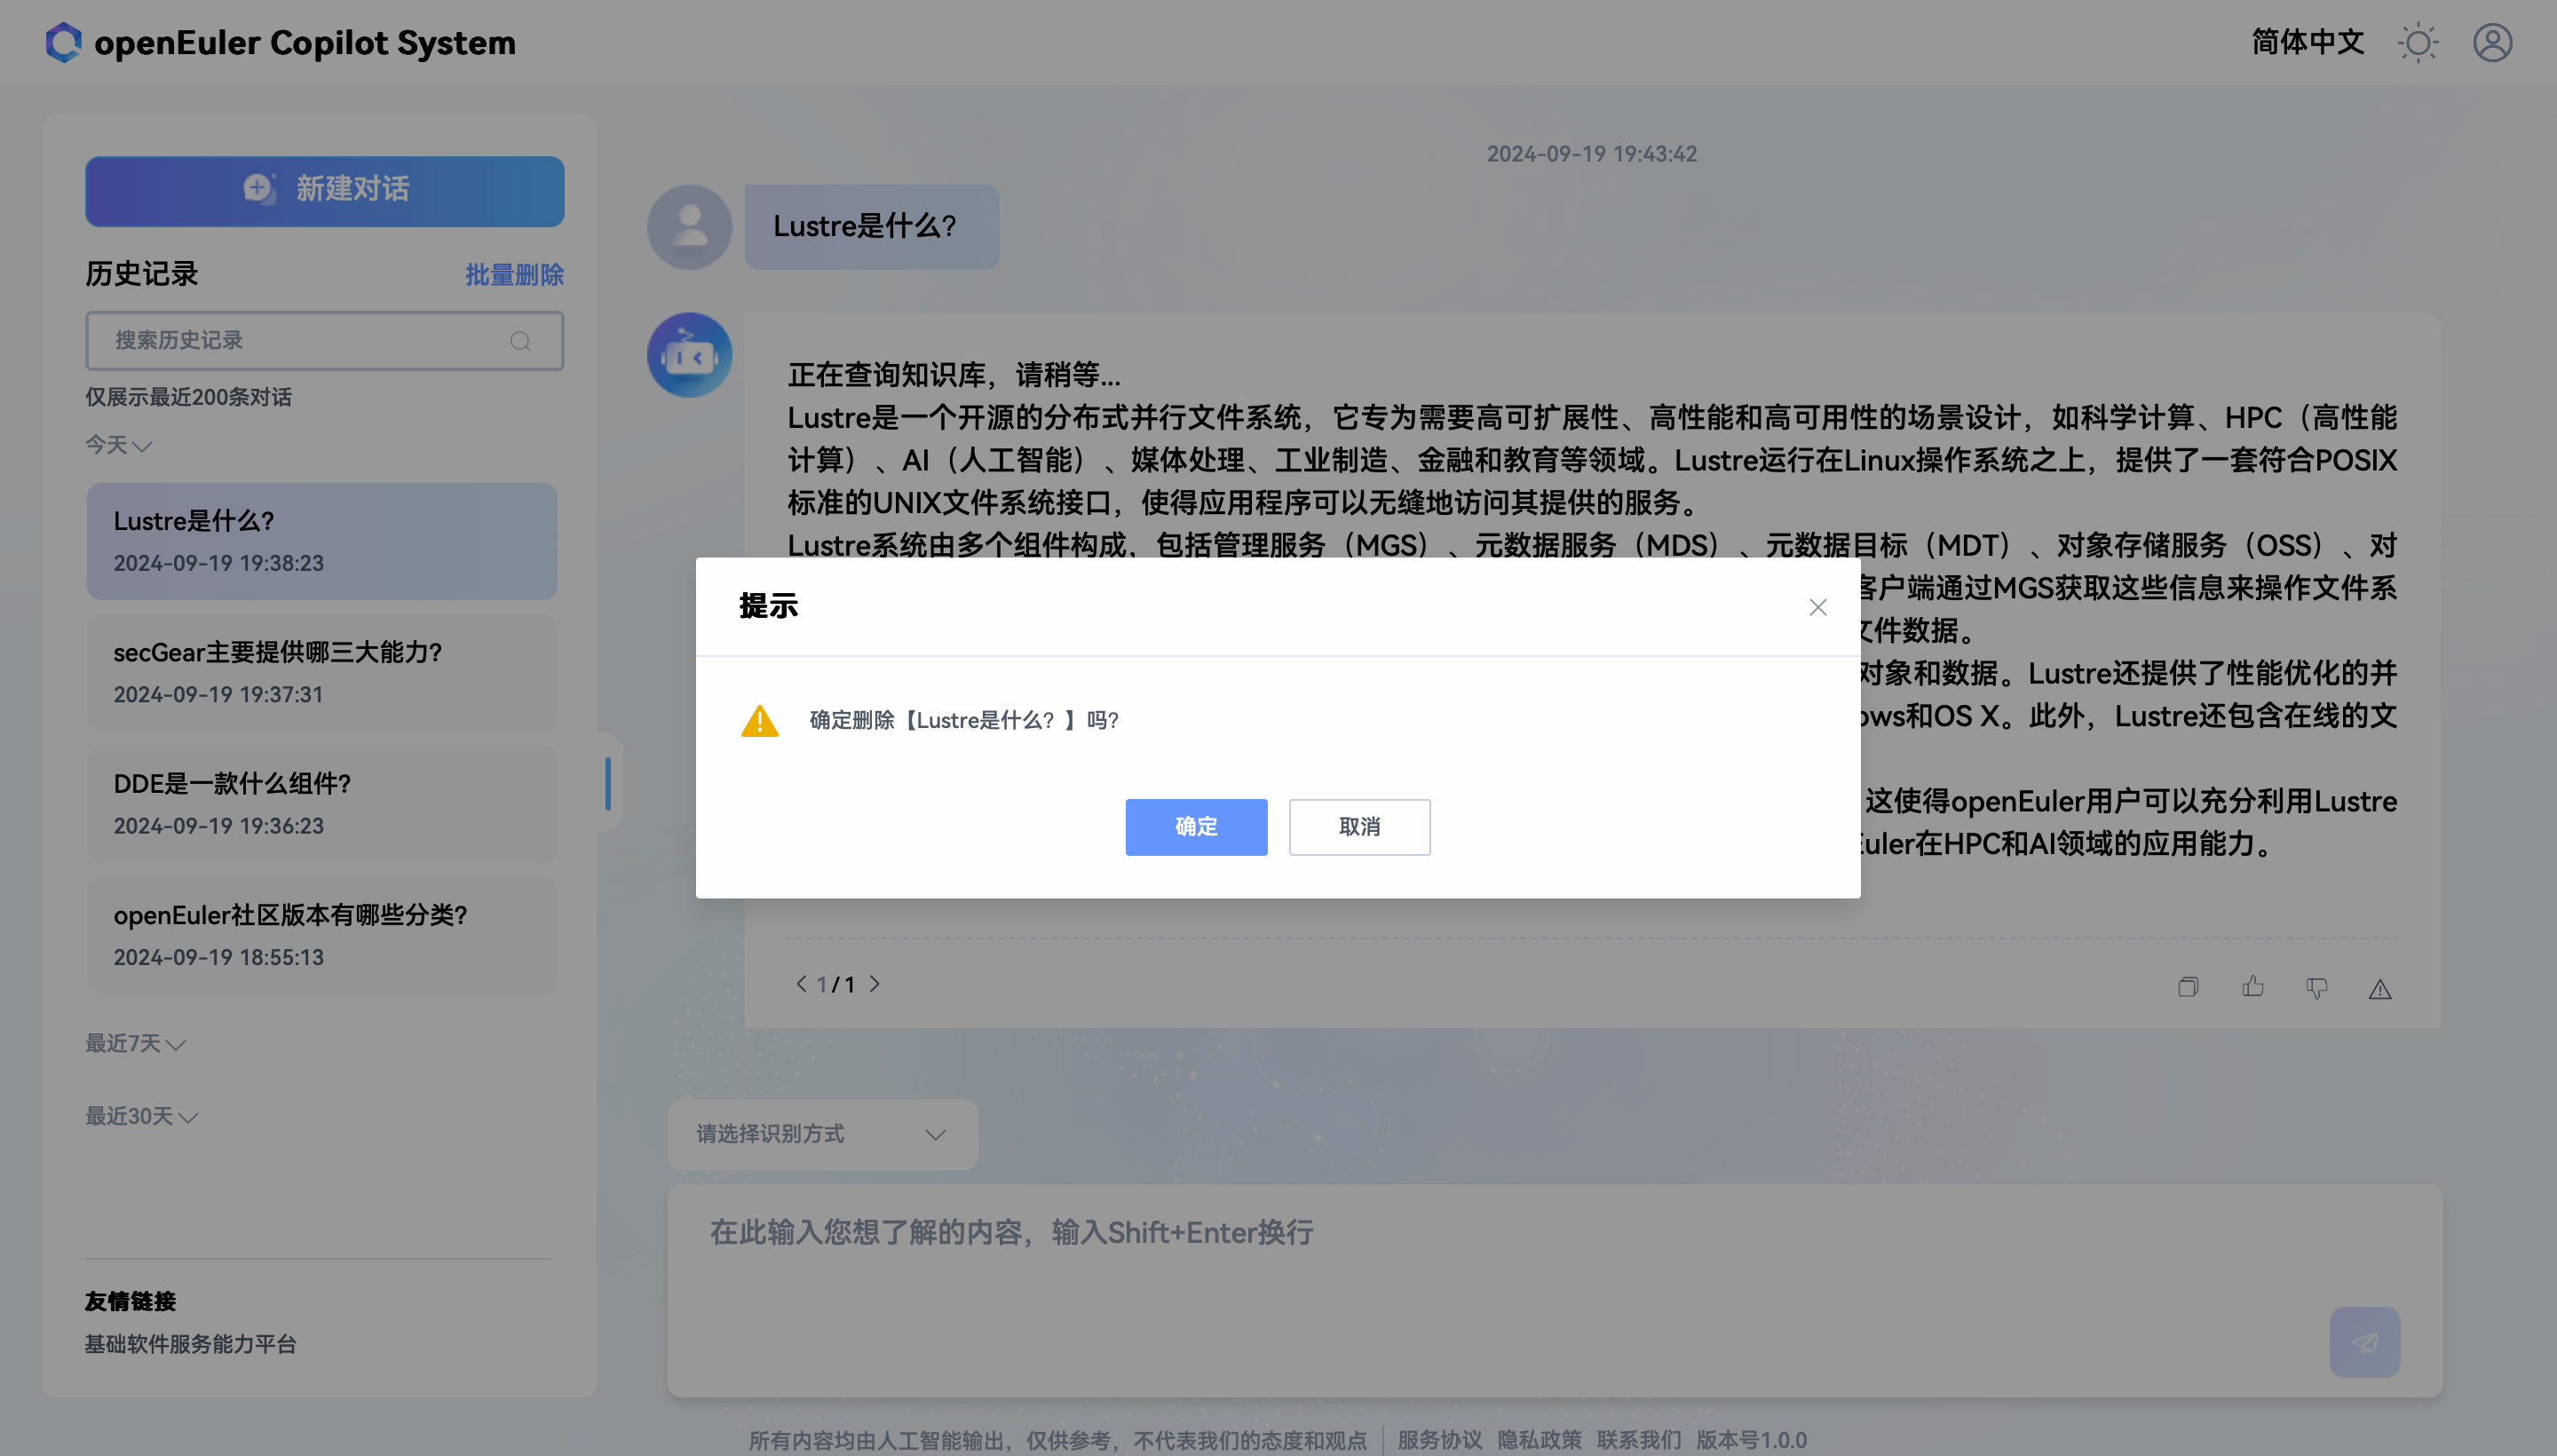 openEuler Copilot System
简体中文
新建对话
历史记录
批量删除
搜索历史记录
仅展示最近200条对话
今天
Lustre是什么?
2024-09-19 19:38:23
secGear主要提供哪三大能力?
2024-09-19 19:37:31
DDE是一款什么组件?
2024-09-19 19:36:23
openEuler社区版本有哪些分类?
2024-09-19 18:55:13
最近7天
最近30天
友情链接
基础软件服务能力平台
2024-09-19 19:43:42
Lustre是什么?
正在查询知识库，请稍等...
Lustre是一个开源的分布式并行文件系统，它专为需要高可扩展性、高性能和高可用性的场景设计，如科学计算、HPC（高性能
计算）、AI（人工智能）、媒体处理、工业制造、金融和教育等领域。Lustre运行在Linux操作系统之上，提供了一套符合POSIX
标准的UNIX文件系统接口，使得应用程序可以无缝地访问其提供的服务。
Lustre系统由多个组件构成，包括管理服务（MGS）、元数据服务（MDS）、元数据目标（MDT）、对象存储服务（OSS）、对
客户端通过MGS获取这些信息来操作文件系
文件数据。
对象和数据。Lustre还提供了性能优化的并
ows和OS X。此外，Lustre还包含在线的文
这使得openEuler用户可以充分利用Lustre
Euler在HPC和AI领域的应用能力。
提示
确定删除【Lustre是什么？】吗?
确定
取消
1/1
请选择识别方式
在此输入您想了解的内容，输入Shift+Enter换行
所有内容均由人工智能输出，仅供参考，不代表我们的态度和观点 服务协议 隐私政策 联系我们 版本号1.0.0